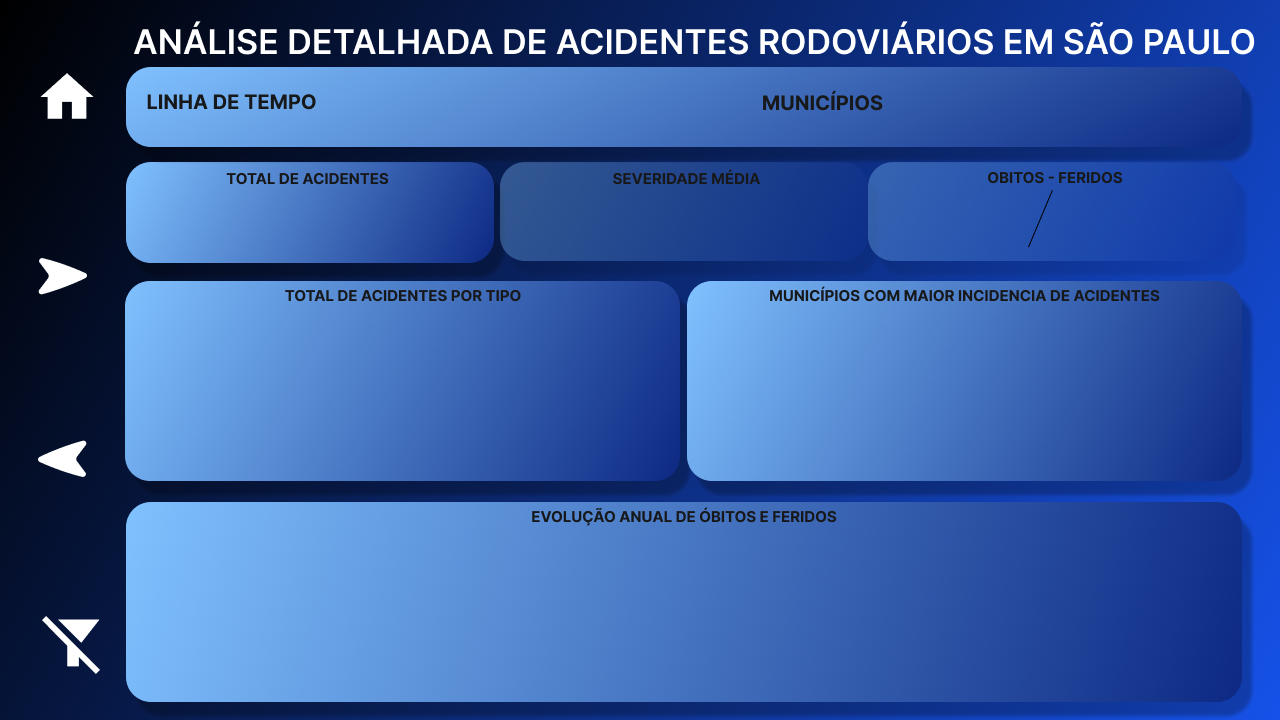 ANÁLISE DETALHADA DE ACIDENTES RODOVIÁRIOS EM SÃO PAULO
LINHA DE TEMPO
MUNICÍPIOS
TOTAL DE ACIDENTES
SEVERIDADE MÉDIA
OBITOS - FERIDOS
TOTAL DE ACIDENTES POR TIPO
MUNICÍPIOS COM MAIOR INCIDENCIA DE ACIDENTES
EVOLUÇÃO ANUAL DE ÓBITOS E FERIDOS